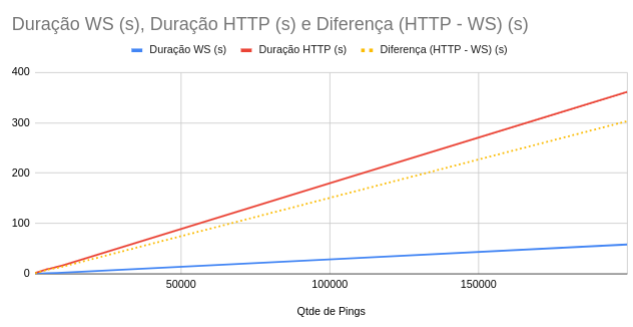 Duração WS (s), Duração HTTP (s) e Diferença (HTTP - WS) (s)
Duração WS (s) Duração HTTP (s) Diferença (HTTP - WS) (s)
400
300
200
100
0
50000 100000 150000
Qtde de Pings